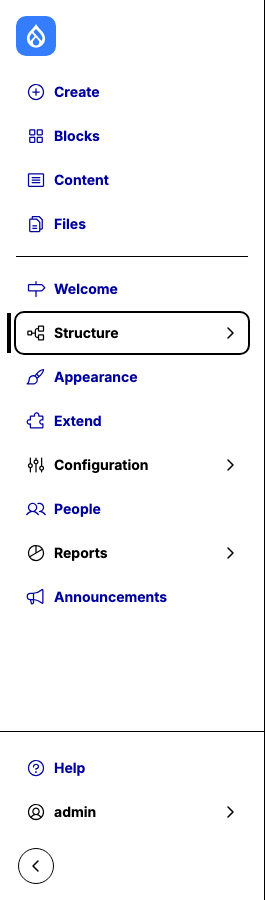 Create
Blocks
Content
Files
Welcome
Structure
Appearance
Extend
Configuration
People
Reports
Announcements
Help
admin